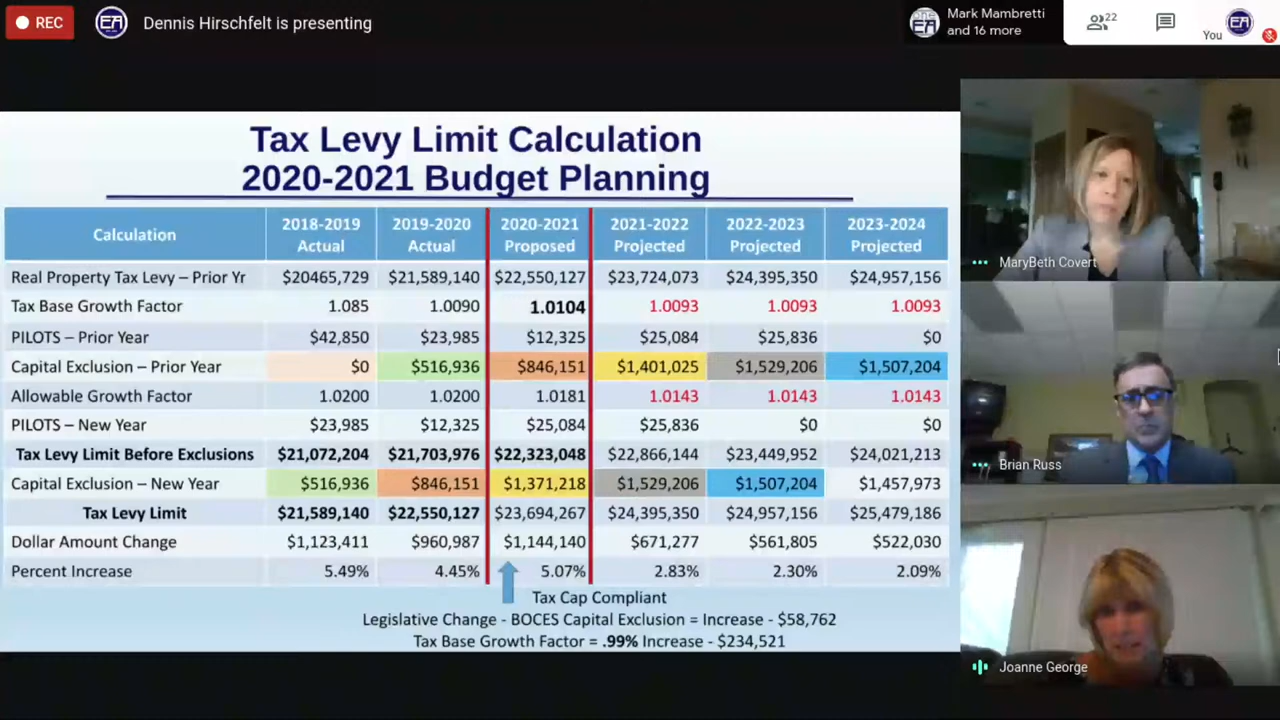 REC
EA
Dennis Hirschfelt is presenting
EA
Mark Mambretti
and 16 more
22
You
EA
Tax Levy Limit Calculation
2020-2021 Budget Planning
Calculation 2018-2019 Actual 2019-2020 Actual 2020-2021 Proposed 2021-2022 Projected 2022-2023 Projected 2023-2024 Projected
Real Property Tax Levy – Prior Yr $20465,729 $21,589,140 $22,550,127 $23,724,073 $24,395,350 $24,957,156
Tax Base Growth Factor 1.085 1.0090 1.0104 1.0093 1.0093 1.0093
PILOTS – Prior Year $42,850 $23,985 $12,325 $25,084 $25,836 $0
Capital Exclusion – Prior Year $0 $516,936 $846,151 $1,401,025 $1,529,206 $1,507,204
Allowable Growth Factor 1.0200 1.0200 1.0181 1.0143 1.0143 1.0143
PILOTS – New Year $23,985 $12,325 $25,084 $25,836 $0 $0
Tax Levy Limit Before Exclusions $21,072,204 $21,703,976 $22,323,048 $22,866,144 $23,449,952 $24,021,213
Capital Exclusion – New Year $516,936 $846,151 $1,371,218 $1,529,206 $1,507,204 $1,457,973
Tax Levy Limit $21,589,140 $22,550,127 $23,694,267 $24,395,350 $24,957,156 $25,479,186
Dollar Amount Change $1,123,411 $960,987 $1,144,140 $671,277 $561,805 $522,030
Percent Increase 5.49% 4.45% 5.07% 2.83% 2.30% 2.09%
Tax Cap Compliant
Legislative Change - BOCES Capital Exclusion = Increase - $58,762
Tax Base Growth Factor = .99% Increase - $234,521
MaryBeth Covert
Brian Russ
Joanne George